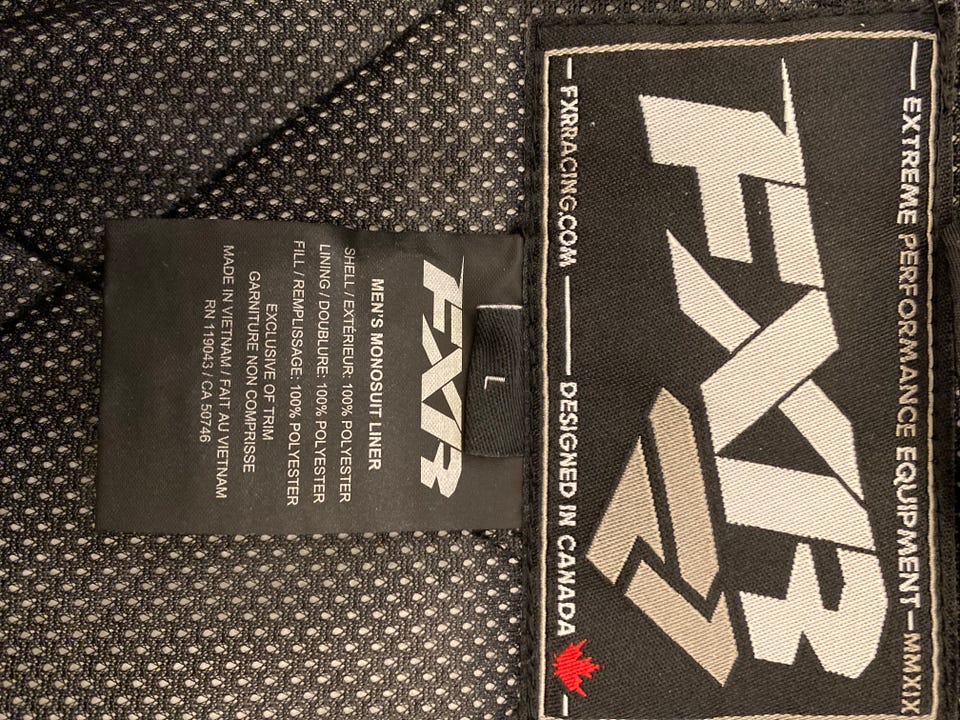 EXTREME PERFORMANCE EQUIPMENT — MMXIX
FXR
— FXRRACING.COM — DESIGNED IN CANADA —
L
FXR
MEN'S MONOSUIT LINER
SHELL / EXTÉRIEUR: 100% POLYESTER
LINING / DOUBLURE: 100% POLYESTER
FILL / REMPLISSAGE: 100% POLYESTER
EXCLUSIVE OF TRIM
GARNITURE NON COMPRISSE
MADE IN VIETNAM / FAIT AU VIETNAM
RN 119043 / CA 50746